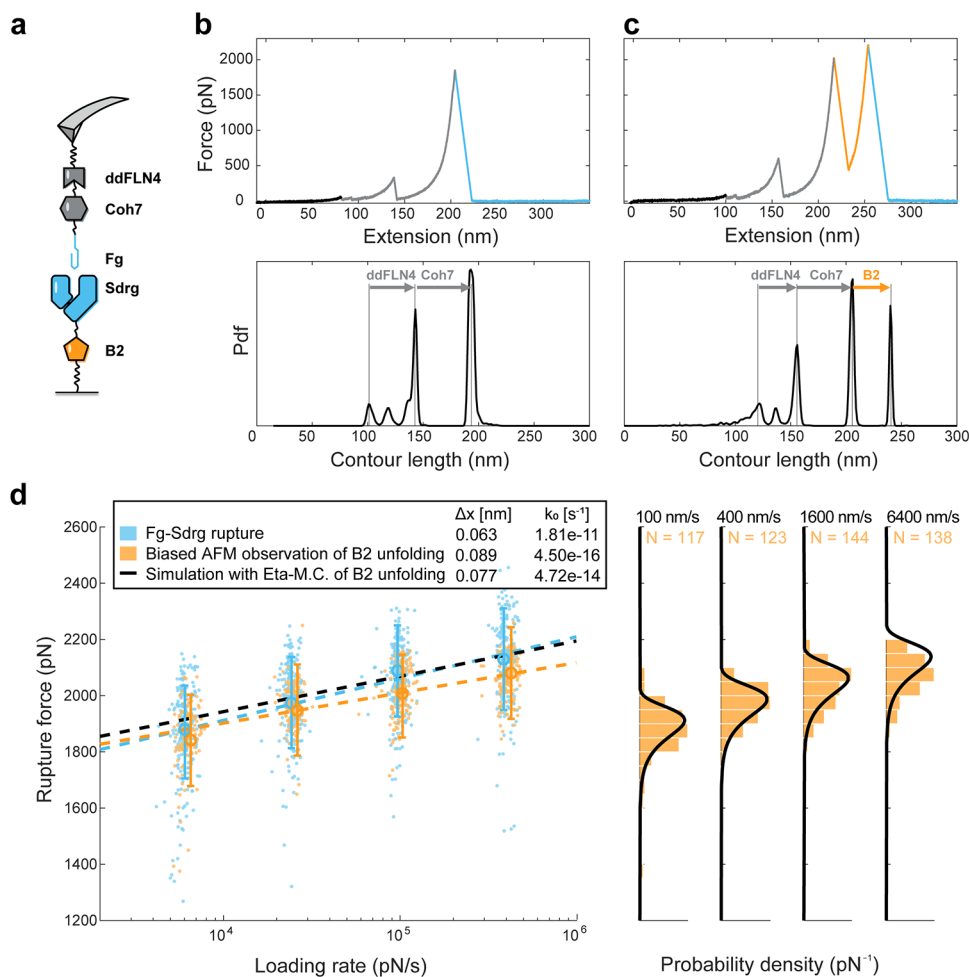 a
b
c
ddFLN4
Coh7
Fg
Sdrg
B2
Force (pN)
2000
1500
1000
500
0
0 50 100 150 200 250 300
Extension (nm)
0 50 100 150 200 250 300
Extension (nm)
Pdf
ddFLN4 Coh7
0 50 100 150 200 250 300
Contour length (nm)
ddFLN4 Coh7 B2
0 50 100 150 200 250 300
Contour length (nm)
d
Δx [nm] k₀ [s⁻¹]
Fg-Sdrg rupture 0.063 1.81e-11
Biased AFM observation of B2 unfolding 0.089 4.50e-16
Simulation with Eta-M.C. of B2 unfolding 0.077 4.72e-14
Rupture force (pN)
2600
2400
2200
2000
1800
1600
1400
1200
10⁴ 10⁵ 10⁶
Loading rate (pN/s)
100 nm/s 400 nm/s 1600 nm/s 6400 nm/s
N = 117 N = 123 N = 144 N = 138
Probability density (pN⁻¹)